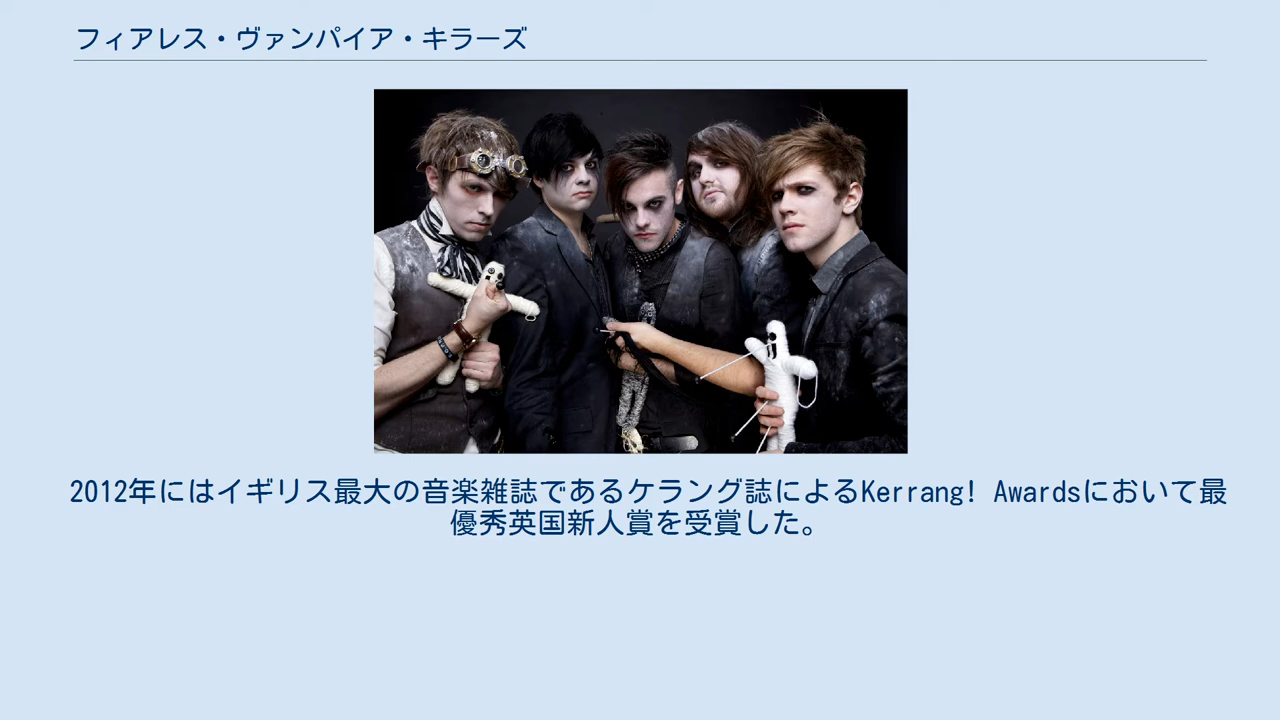 フィアレス・ヴァンパイア・キラーズ
2012年にはイギリス最大の音楽雑誌であるケラング誌によるKerrang! Awardsにおいて最
優秀英国新人賞を受賞した。